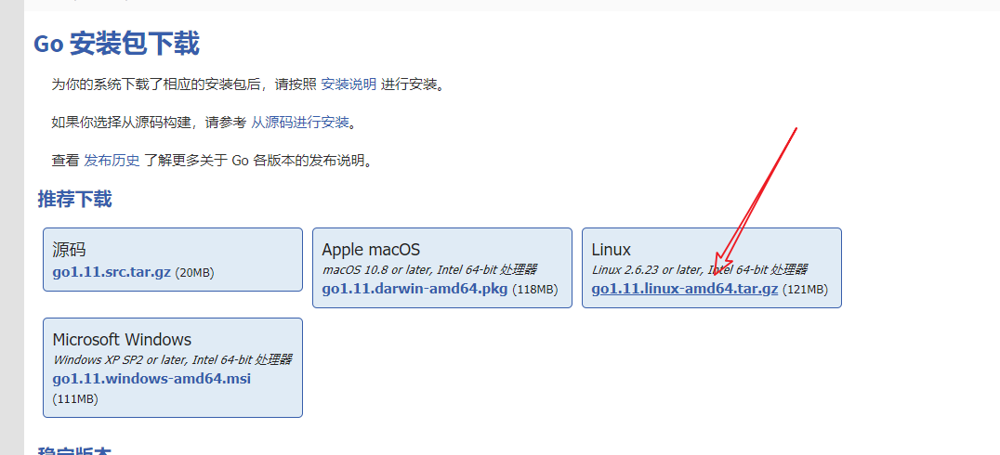 Go 安装包下载
为你的系统下载了相应的安装包后，请按照 安装说明 进行安装。
如果你选择从源码构建，请参考 从源码进行安装。
查看 发布历史 了解更多关于 Go 各版本的发布说明。
推荐下载
源码
go1.11.src.tar.gz (20MB)
Apple macOS
macOS 10.8 or later, Intel 64-bit 处理器
go1.11.darwin-amd64.pkg (118MB)
Linux
Linux 2.6.23 or later, Intel 64-bit 处理器
go1.11.linux-amd64.tar.gz (121MB)
Microsoft Windows
Windows XP SP2 or later, Intel 64-bit 处理器
go1.11.windows-amd64.msi
(111MB)
稳定版本